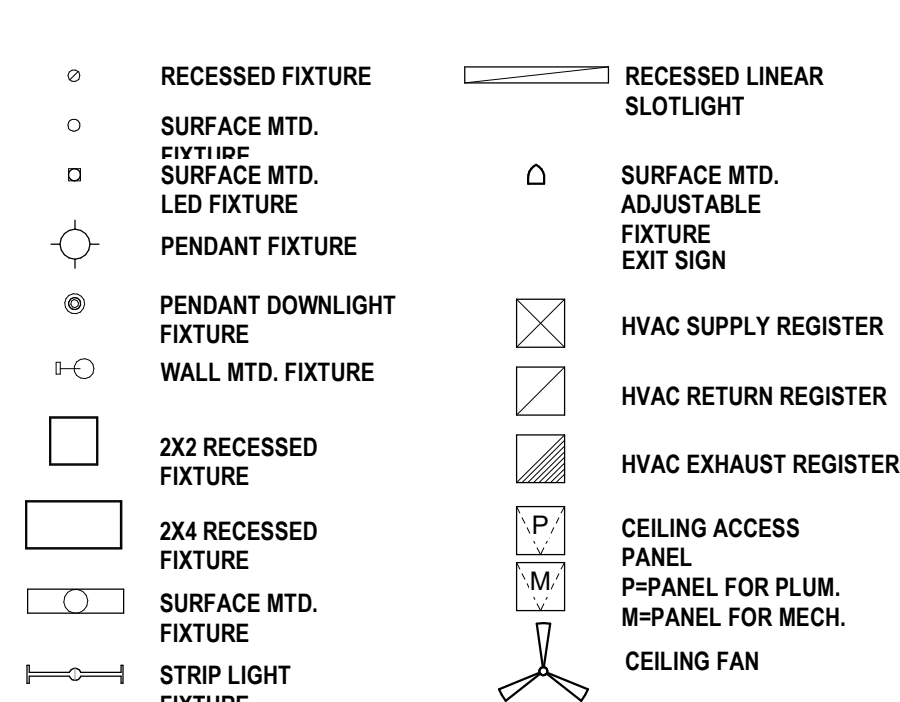 RECESSED FIXTURE
SURFACE MTD.
FIXTURE
SURFACE MTD.
LED FIXTURE
PENDANT FIXTURE
PENDANT DOWNLIGHT
FIXTURE
WALL MTD. FIXTURE
2X2 RECESSED
FIXTURE
2X4 RECESSED
FIXTURE
SURFACE MTD.
FIXTURE
STRIP LIGHT
FIXTURE
RECESSED LINEAR
SLOTLIGHT
SURFACE MTD.
ADJUSTABLE
FIXTURE
EXIT SIGN
HVAC SUPPLY REGISTER
HVAC RETURN REGISTER
HVAC EXHAUST REGISTER
P
M
CEILING ACCESS
PANEL
P=PANEL FOR PLUM.
M=PANEL FOR MECH.
CEILING FAN